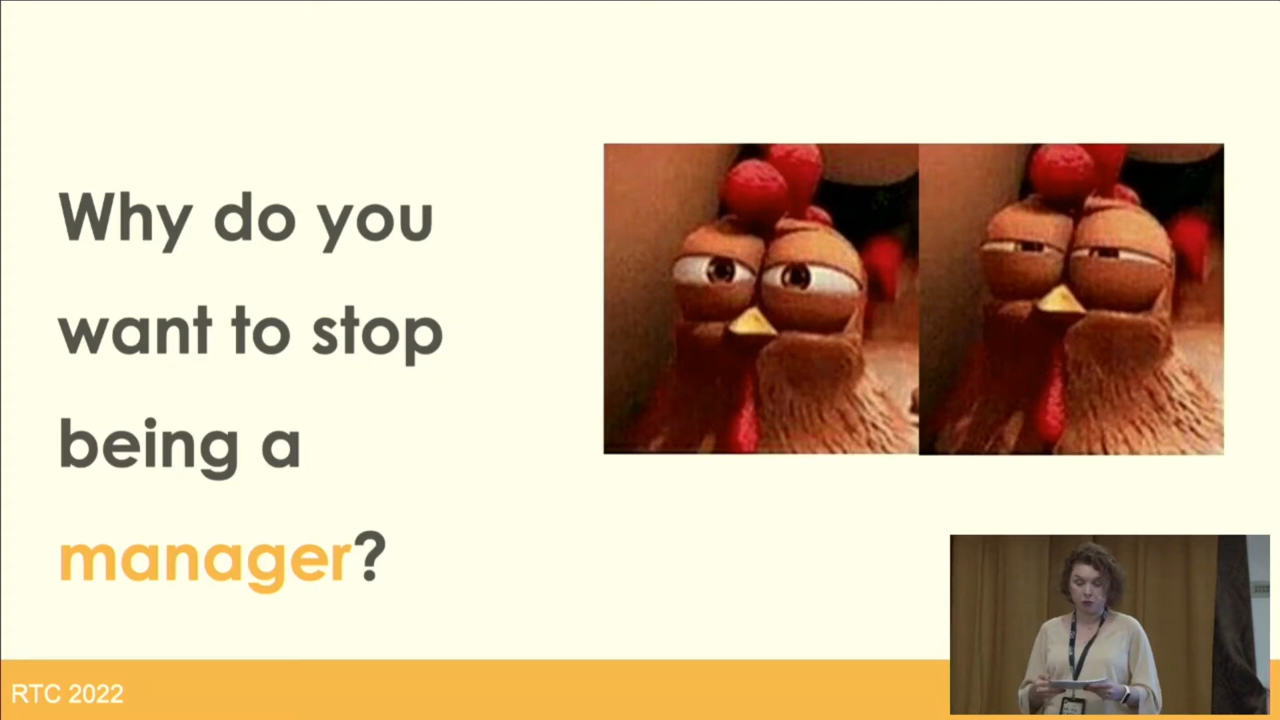 Why do you
want to stop
being a
manager?
RTC 2022